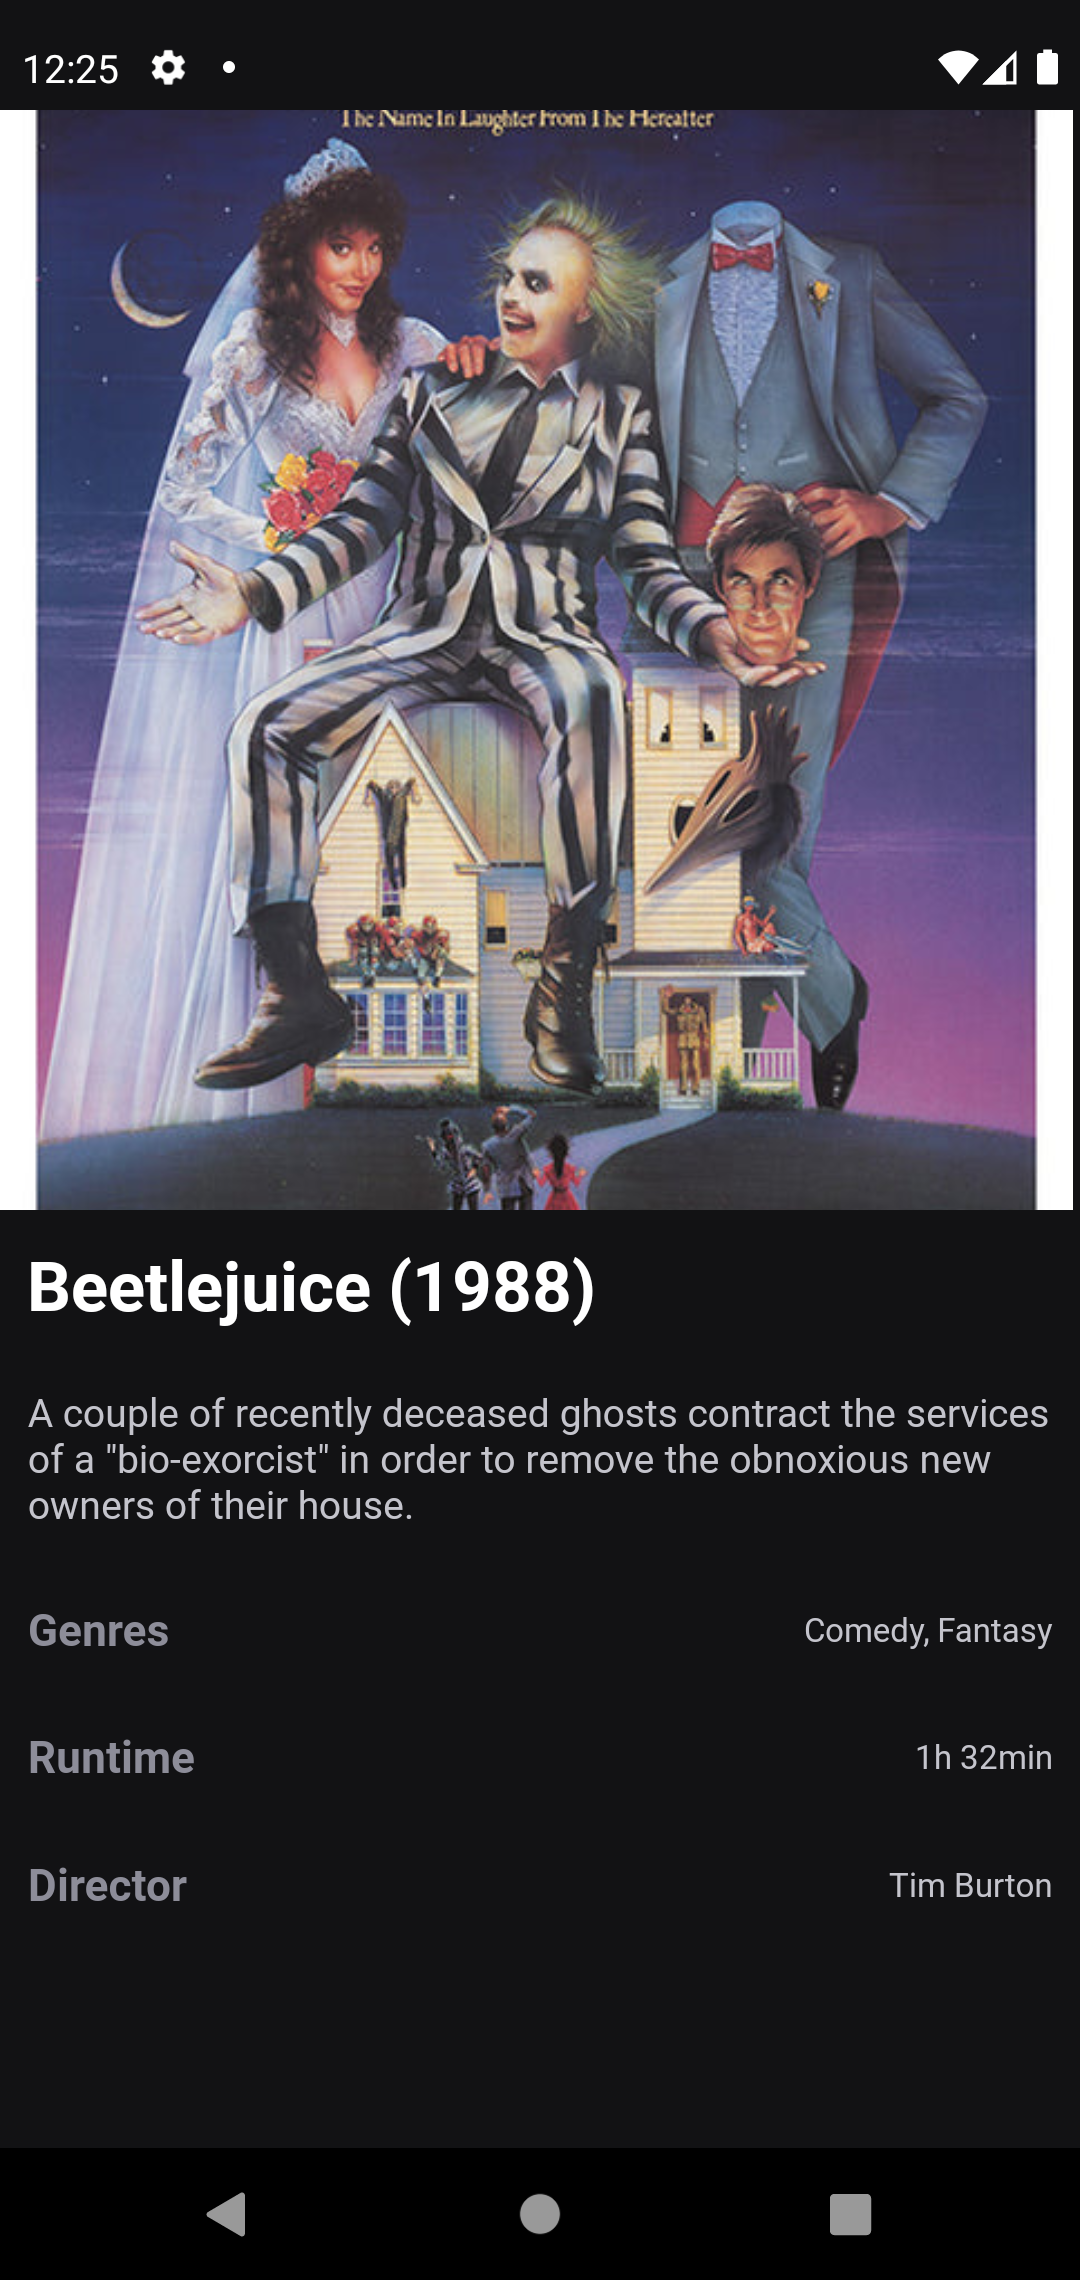 12:25
The Name In Laughter From The Hereafter
Beetlejuice (1988)
A couple of recently deceased ghosts contract the services
of a "bio-exorcist" in order to remove the obnoxious new
owners of their house.
Genres
Comedy, Fantasy
Runtime
1h 32min
Director
Tim Burton